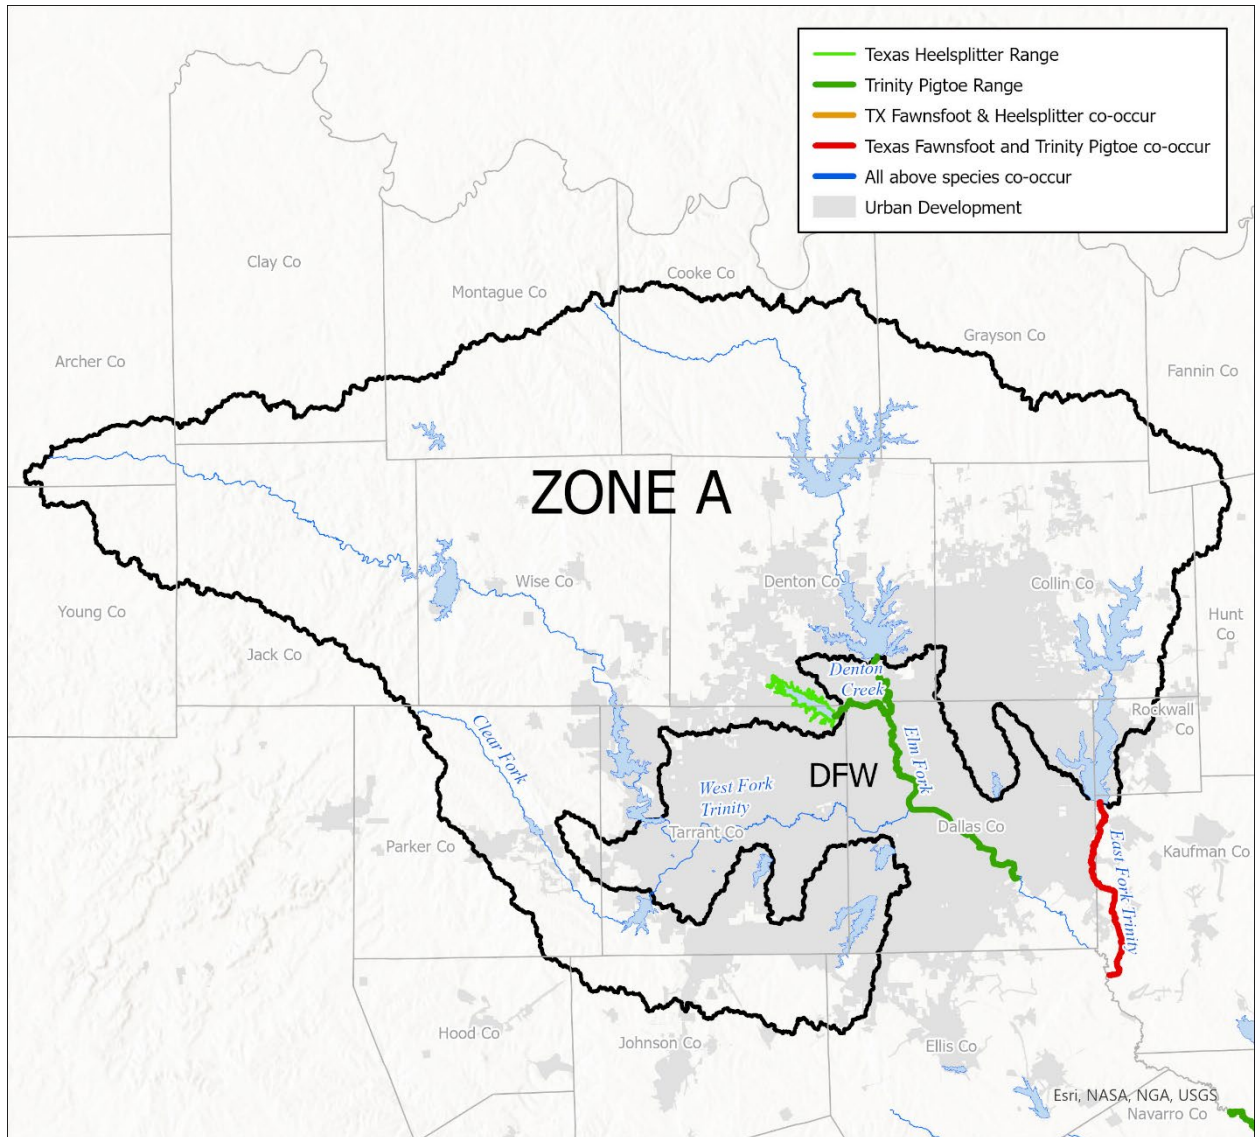 Texas Heelsplitter Range
Trinity Pigtoe Range
TX Fawnsfoot & Heelsplitter co-occur
Texas Fawnsfoot and Trinity Pigtoe co-occur
All above species co-occur
Urban Development
Clay Co
Cooke Co
Montague Co
Grayson Co
Archer Co
Fannin Co
ZONE A
Wise Co
Denton Co
Collin Co
Young Co
Hunt
Co
Jack Co
Denton
Creek
Rockwall
Co
Clear Fork
Elm Fork
DFW
West Fork
Trinity
Tarrant Co
Dallas Co
Parker Co
East Fork Trinity
Kaufman Co
Hood Co
Johnson Co
Ellis Co
Esri, NASA, NGA, USGS
Navarro Co